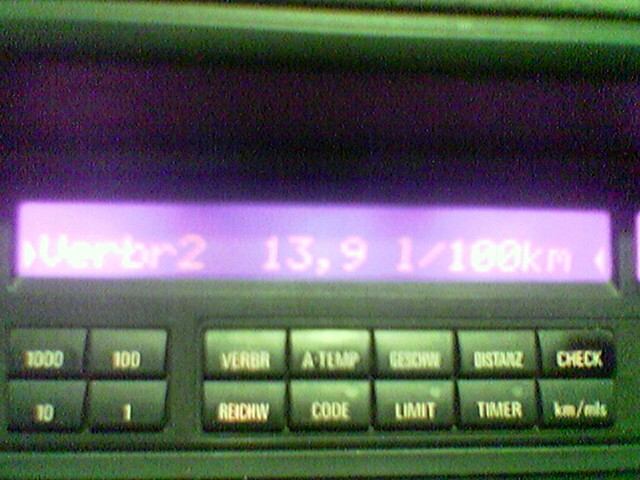 Verbr2 13,9 l/100km
1000 100 VERBR A-TEMP GESCHW DISTANZ CHECK
10 1 REICHW CODE LIMIT TIMER km/mls